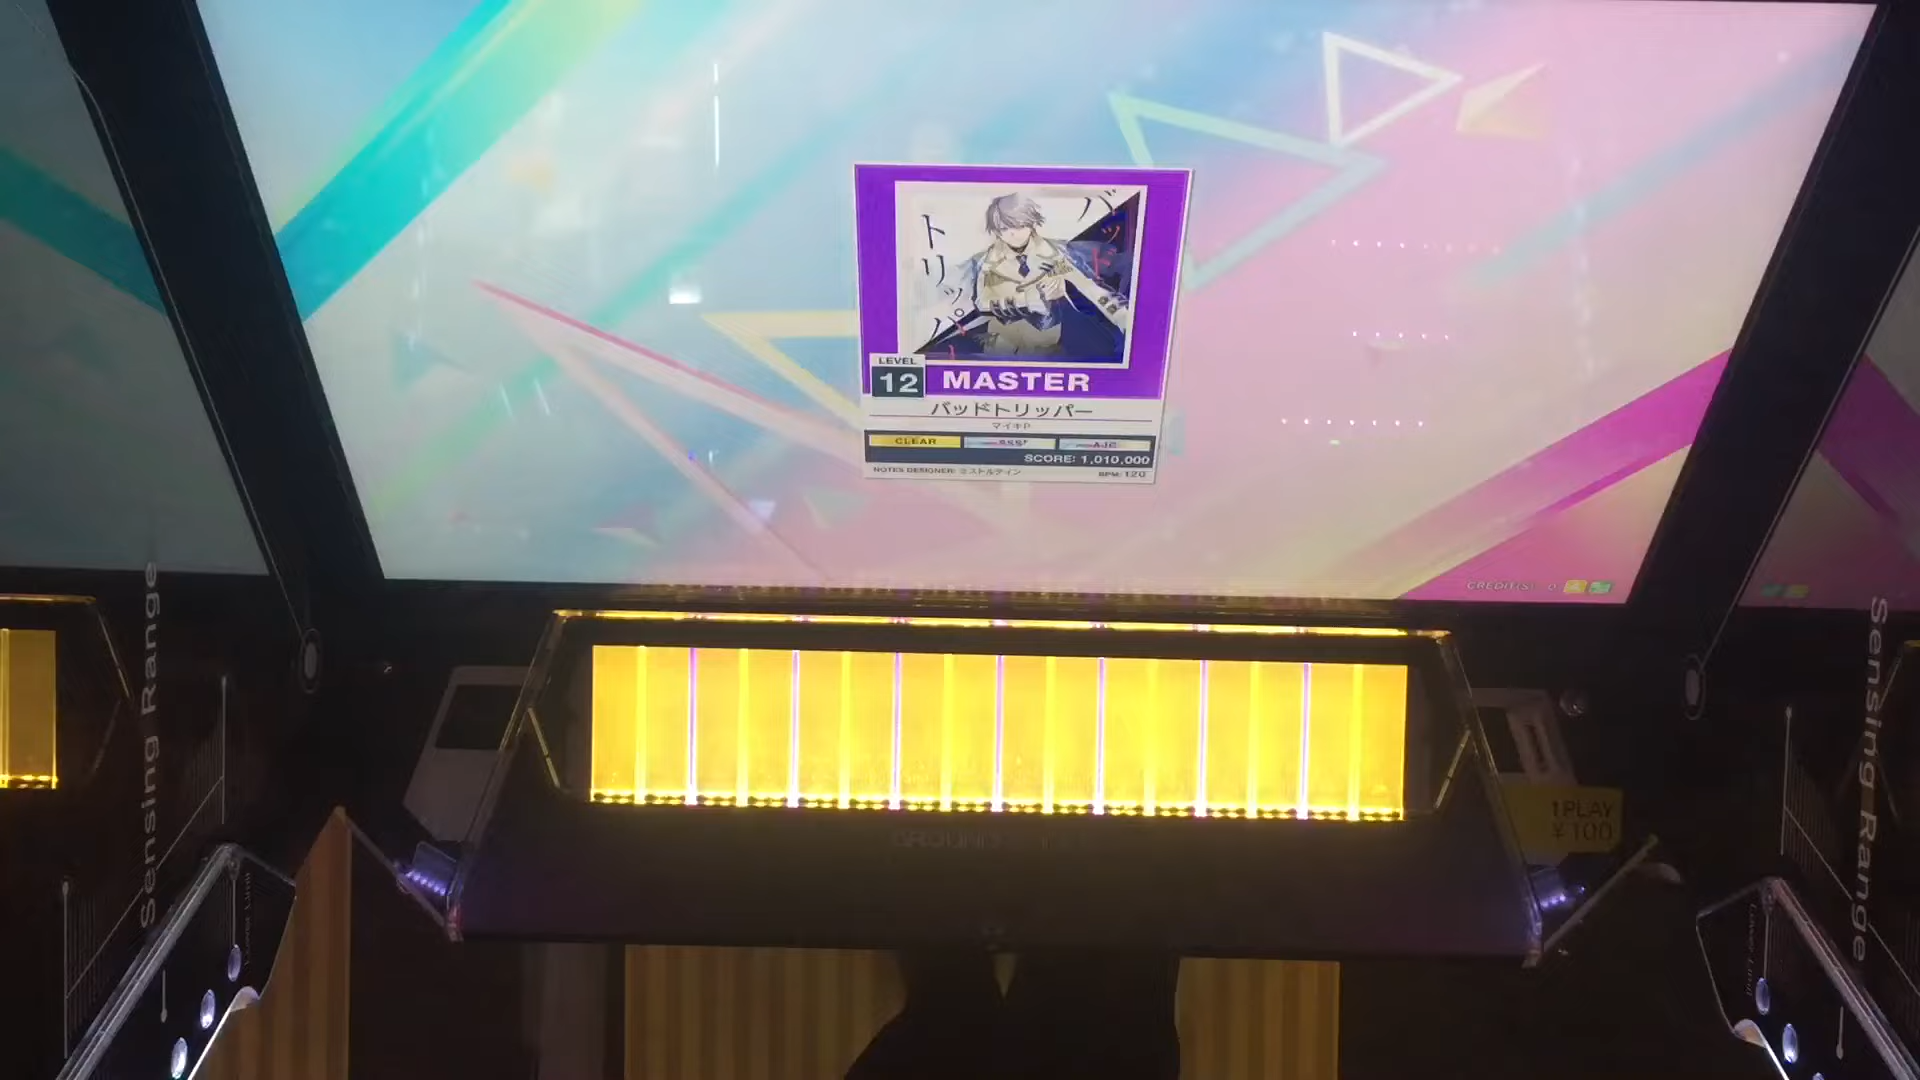 バッド
トリッパー
LEVEL
12
MASTER
バッドトリッパー
マイキP
CLEAR
SSS+
AJC
SCORE: 1,010,000
NOTES DESIGNER: ミストルティン
BPM: 120
CREDIT(S): 0
Sensing Range
Sensing Range
1PLAY
¥100
Lower Limit